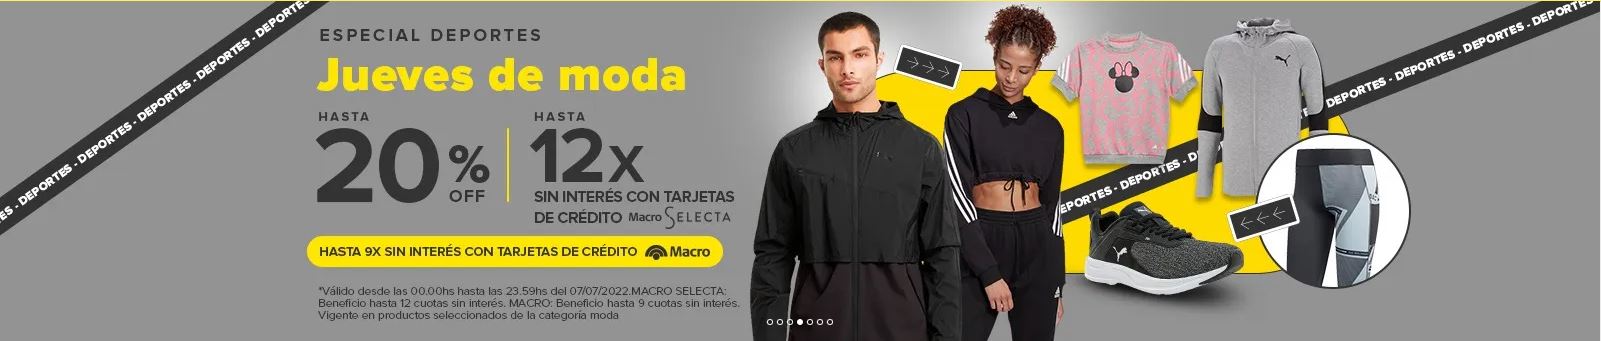 ESPECIAL DEPORTES
Jueves de moda
HASTA
20% OFF
HASTA
12X
SIN INTERÉS CON TARJETAS
DE CRÉDITO Macro SELECTA
HASTA 9X SIN INTERÉS CON TARJETAS DE CRÉDITO Macro
*Válido desde las 00.00hs hasta las 23.59hs del 07/07/2022.MACRO SELECTA:
Beneficio hasta 12 cuotas sin interés. MACRO: Beneficio hasta 9 cuotas sin interés.
Vigente en productos seleccionados de la categoría moda
ES - DEPORTES - DEPORTES - DEPORTES - DEPORTES - DEPORTES
adidas
EPORTES - DEPORTES - D
DEPORTES - DEPORTES - DEPORTES - DEPORTES